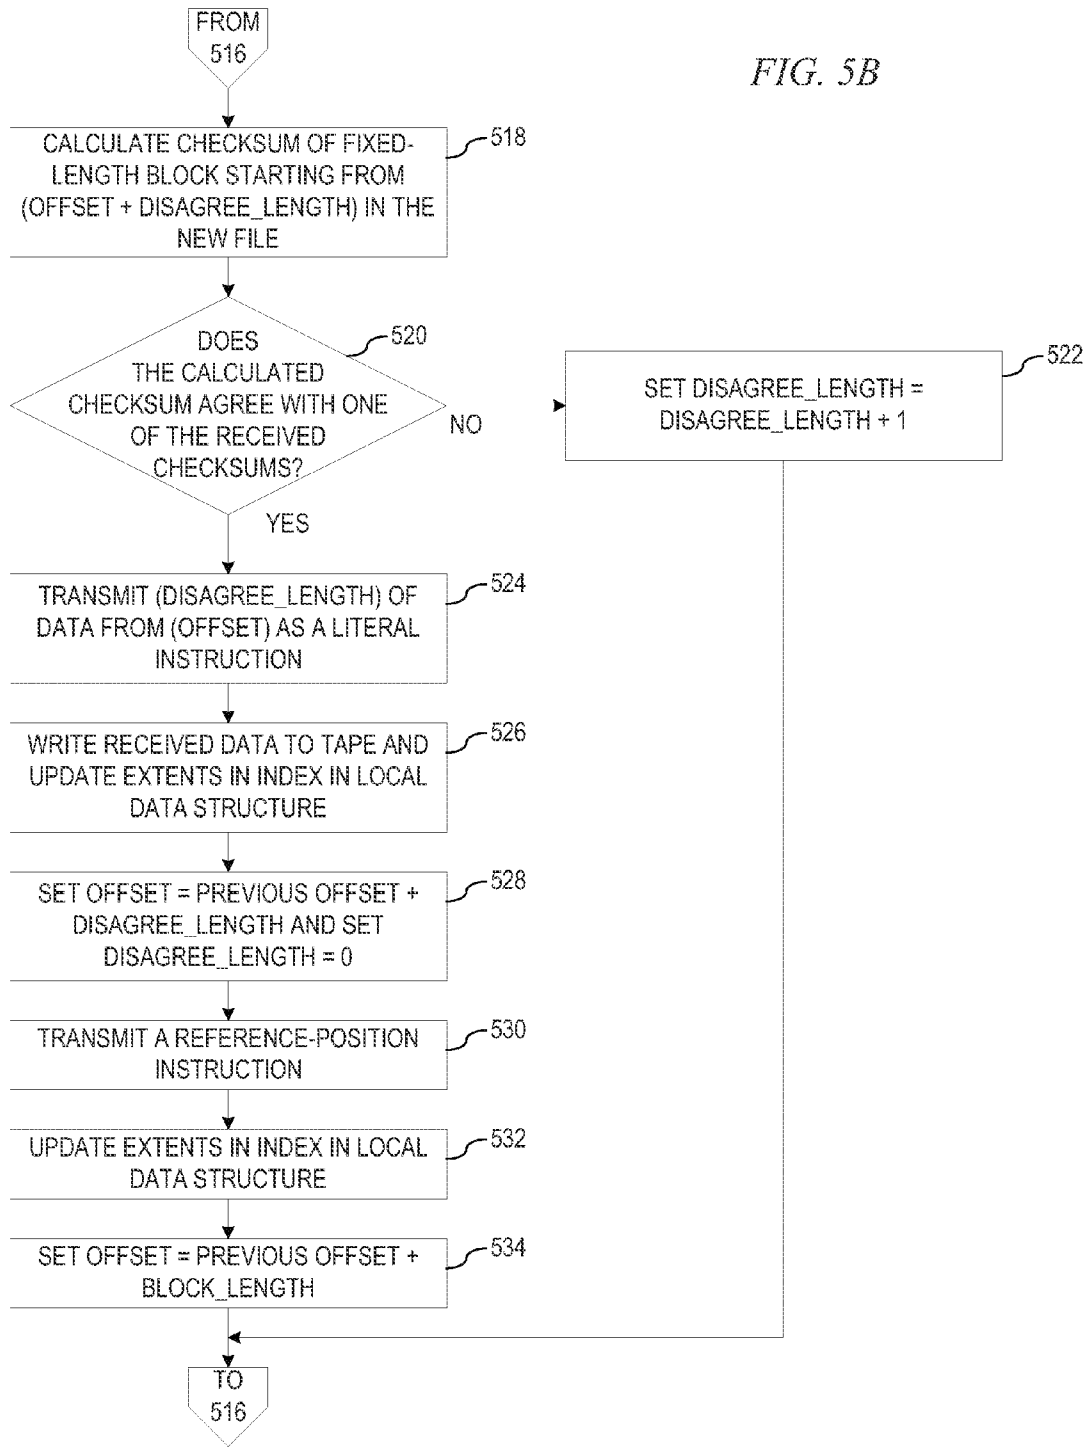 FROM
516
FIG. 5B
CALCULATE CHECKSUM OF FIXED-
LENGTH BLOCK STARTING FROM
(OFFSET + DISAGREE_LENGTH) IN THE
NEW FILE
518
DOES
THE CALCULATED
CHECKSUM AGREE WITH ONE
OF THE RECEIVED
CHECKSUMS?
520
NO
SET DISAGREE_LENGTH =
DISAGREE_LENGTH + 1
522
YES
TRANSMIT (DISAGREE_LENGTH) OF
DATA FROM (OFFSET) AS A LITERAL
INSTRUCTION
524
WRITE RECEIVED DATA TO TAPE AND
UPDATE EXTENTS IN INDEX IN LOCAL
DATA STRUCTURE
526
SET OFFSET = PREVIOUS OFFSET +
DISAGREE_LENGTH AND SET
DISAGREE_LENGTH = 0
528
TRANSMIT A REFERENCE-POSITION
INSTRUCTION
530
UPDATE EXTENTS IN INDEX IN LOCAL
DATA STRUCTURE
532
SET OFFSET = PREVIOUS OFFSET +
BLOCK_LENGTH
534
TO
516